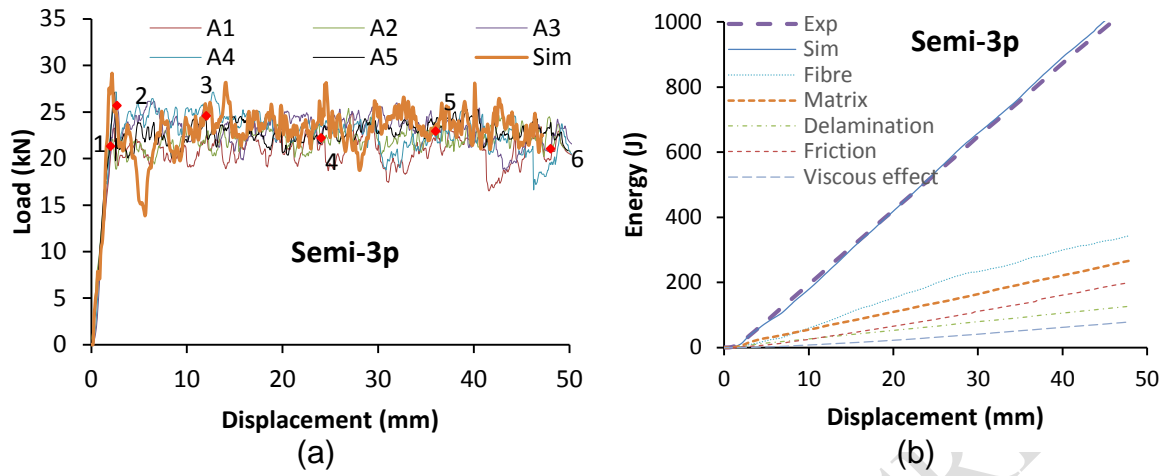 A1 A2 A3
A4 A5 Sim
35
30
25
20
15
10
5
0
1
2
3
4
5
6
Load (kN)
Semi-3p
0 10 20 30 40 50
Displacement (mm)
(a)
1000
800
600
400
200
0
Energy (J)
Semi-3p
Exp
Sim
Fibre
Matrix
Delamination
Friction
Viscous effect
0 10 20 30 40 50
Displacement (mm)
(b)